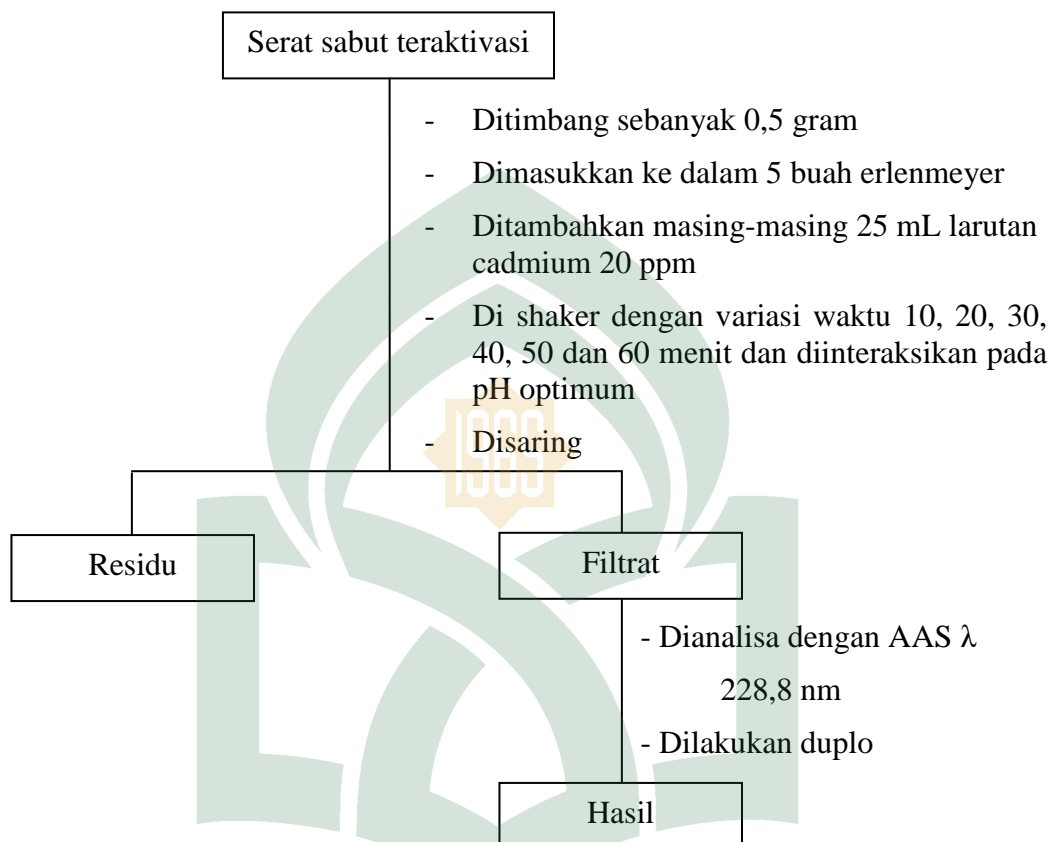 Serat sabut teraktivasi
- Ditimbang sebanyak 0,5 gram
- Dimasukkan ke dalam 5 buah erlenmeyer
- Ditambahkan masing-masing 25 mL larutan
cadmium 20 ppm
- Di shaker dengan variasi waktu 10, 20, 30,
40, 50 dan 60 menit dan diinteraksikan pada
pH optimum
- Disaring
1969
Residu
Filtrat
- Dianalisa dengan AAS λ
228,8 nm
- Dilakukan duplo
Hasil